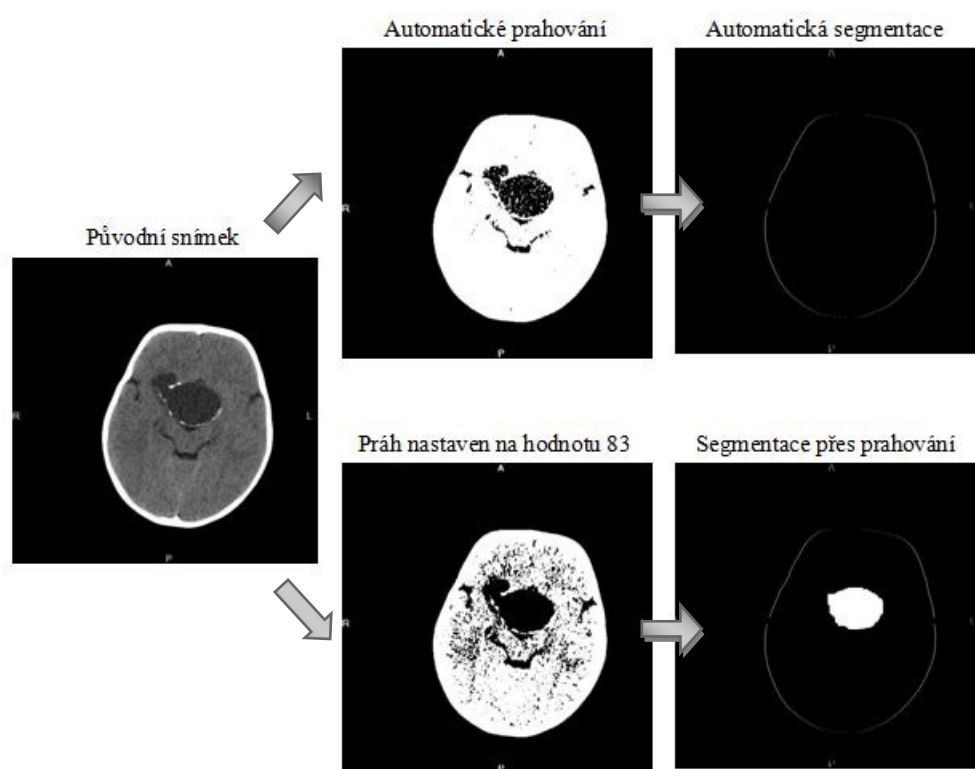 Automatické prahování
Automatická segmentace
A
A
R
Původní snímek
A
P
P
R
L
Práh nastaven na hodnotu 83
Segmentace přes prahování
A
A
P
R
P
P